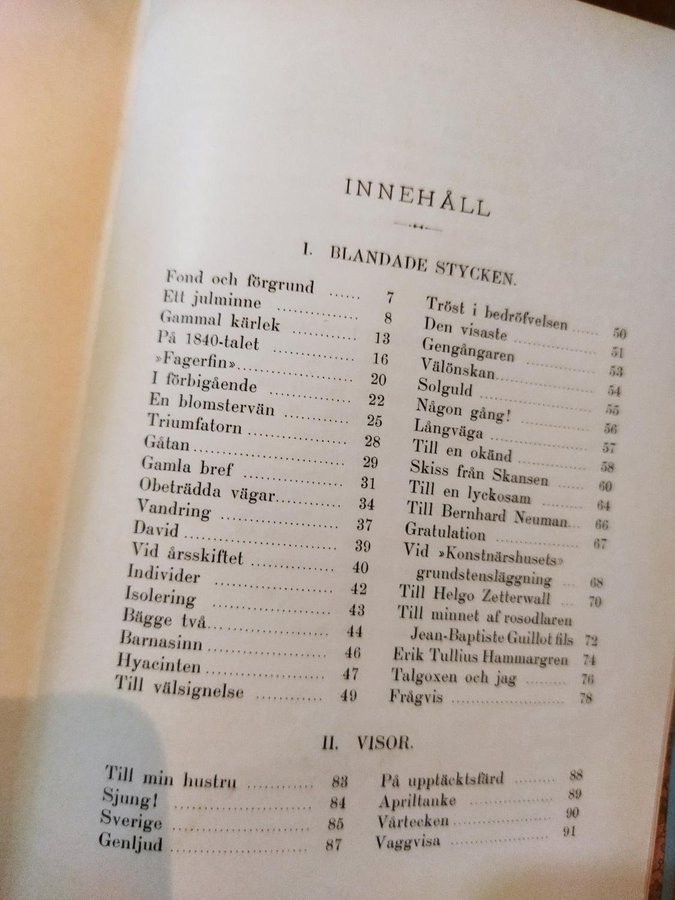 INNEHÅLL
I. BLANDADE STYCKEN.
Fond och förgrund ...... 7
Ett julminne ............... 8
Gammal kärlek ............ 13
På 1840-talet ............... 16
»Fagerfin»..................... 20
I förbigående ............... 22
En blomstervän ............ 25
Triumfatorn .................. 28
Gåtan ........................... 29
Gamla bref .................. 31
Obeträdda vägar............ 34
Vandring ..................... 37
David ........................... 39
Vid årsskiftet ............... 40
Individer ..................... 42
Isolering ..................... 43
Bägge två..................... 44
Barnasinn ..................... 46
Hyacinten ..................... 47
Till välsignelse ............ 49
Tröst i bedröfvelsen ...... 50
Den visaste .................. 51
Gengångaren ............... 53
Välönskan..................... 54
Solguld ........................ 55
Någon gång! ............... 56
Långväga ..................... 57
Till en okänd ............... 58
Skiss från Skansen ...... 60
Till en lyckosam ......... 64
Till Bernhard Neuman... 66
Gratulation .................. 67
Vid »Konstnärshusets»
grundstensläggning ... 68
Till Helgo Zetterwall ... 70
Till minnet af rosodlaren
Jean-Baptiste Guillot fils 72
Erik Tullius Hammargren 74
Talgoxen och jag ......... 76
Frågvis ........................ 78
II. VISOR.
Till min hustru ............ 83
Sjung! ........................ 84
Sverige ........................ 85
Genljud ........................ 87
På upptäcktsfärd ......... 88
Apriltanke .................. 89
Vårtecken..................... 90
Vaggvisa ..................... 91